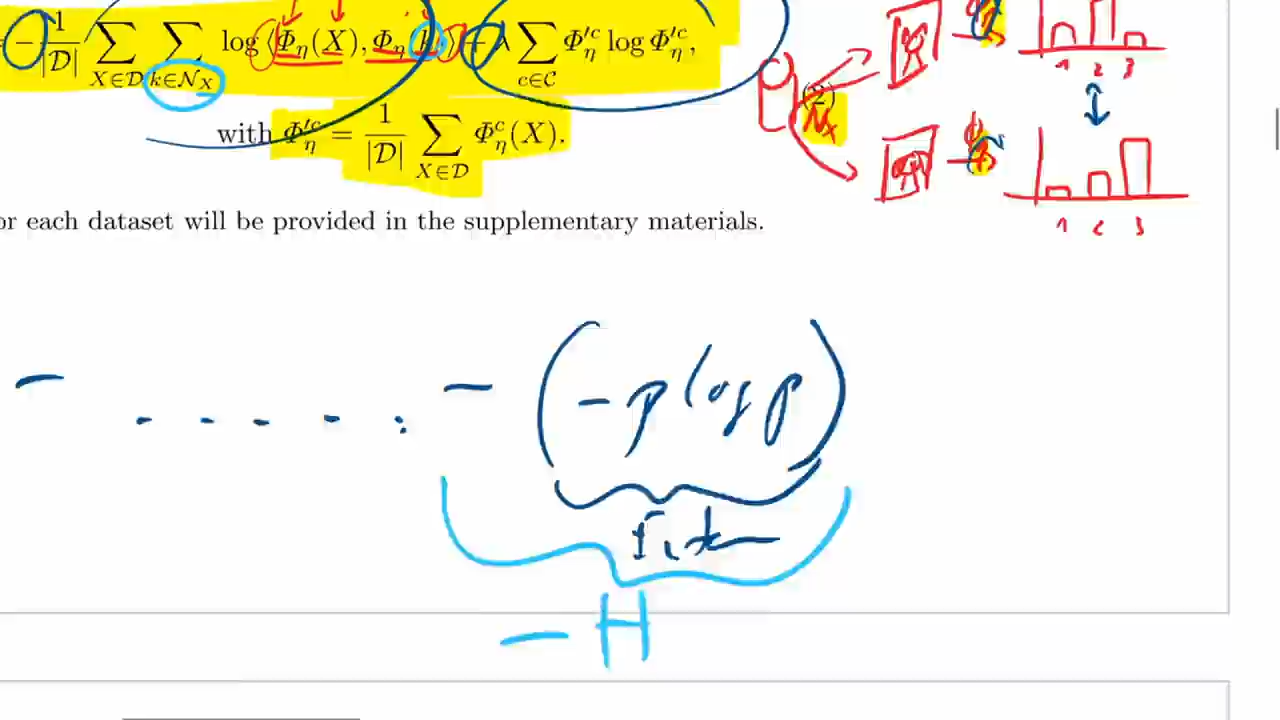 = -\frac{1}{|\mathcal{D}|} \sum_{X \in \mathcal{D}} \sum_{k \in \mathcal{N}_X} \log \langle \Phi_\eta(X), \Phi_\eta(k) \rangle + \lambda \sum_{c \in \mathcal{C}} \Phi'^c_\eta \log \Phi'^c_\eta, (2)
with \Phi'^c_\eta = \frac{1}{|\mathcal{D}|} \sum_{X \in \mathcal{D}} \Phi^c_\eta(X).
N_X
1 2 3
1 2 3
or each dataset will be provided in the supplementary materials.
- . . . . . - (- p log p)
- H